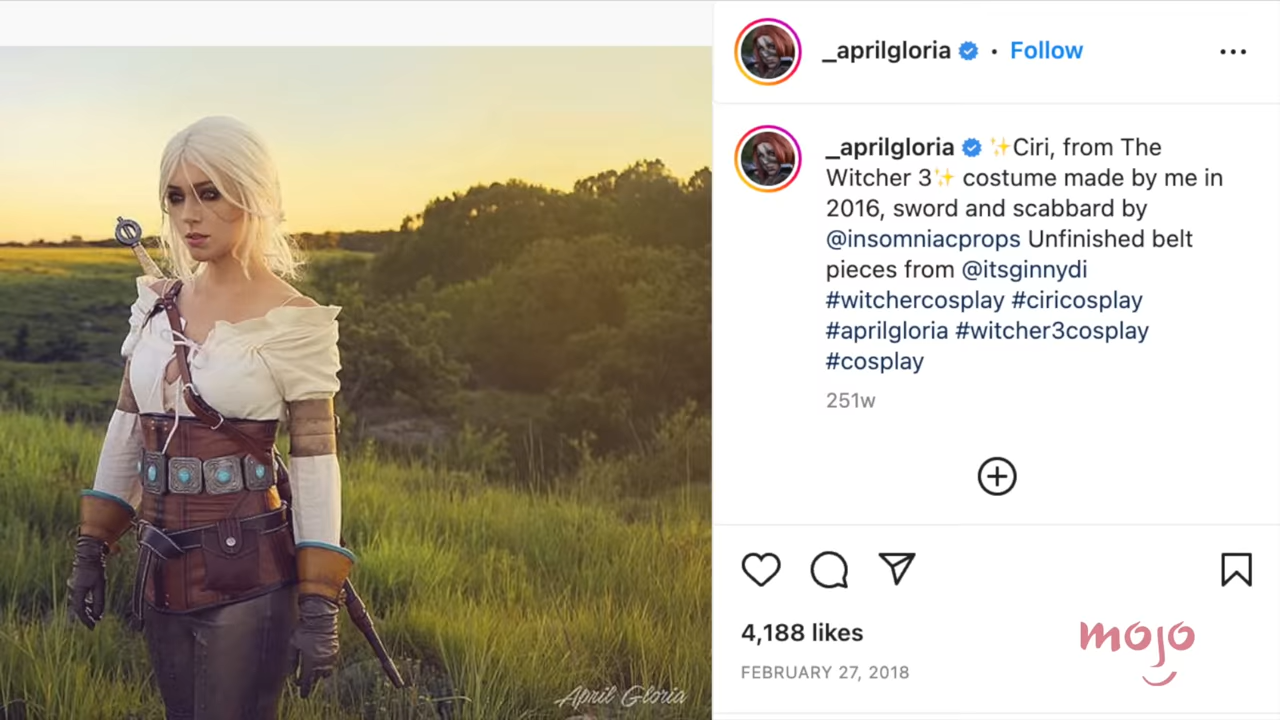 _aprilgloria • Follow
_aprilgloria ✨Ciri, from The
Witcher 3✨ costume made by me in
2016, sword and scabbard by
@insomniacprops Unfinished belt
pieces from @itsginnydi
#witchercosplay #ciricosplay
#aprilgloria #witcher3cosplay
#cosplay
251w
4,188 likes
FEBRUARY 27, 2018
mojo
April Gloria